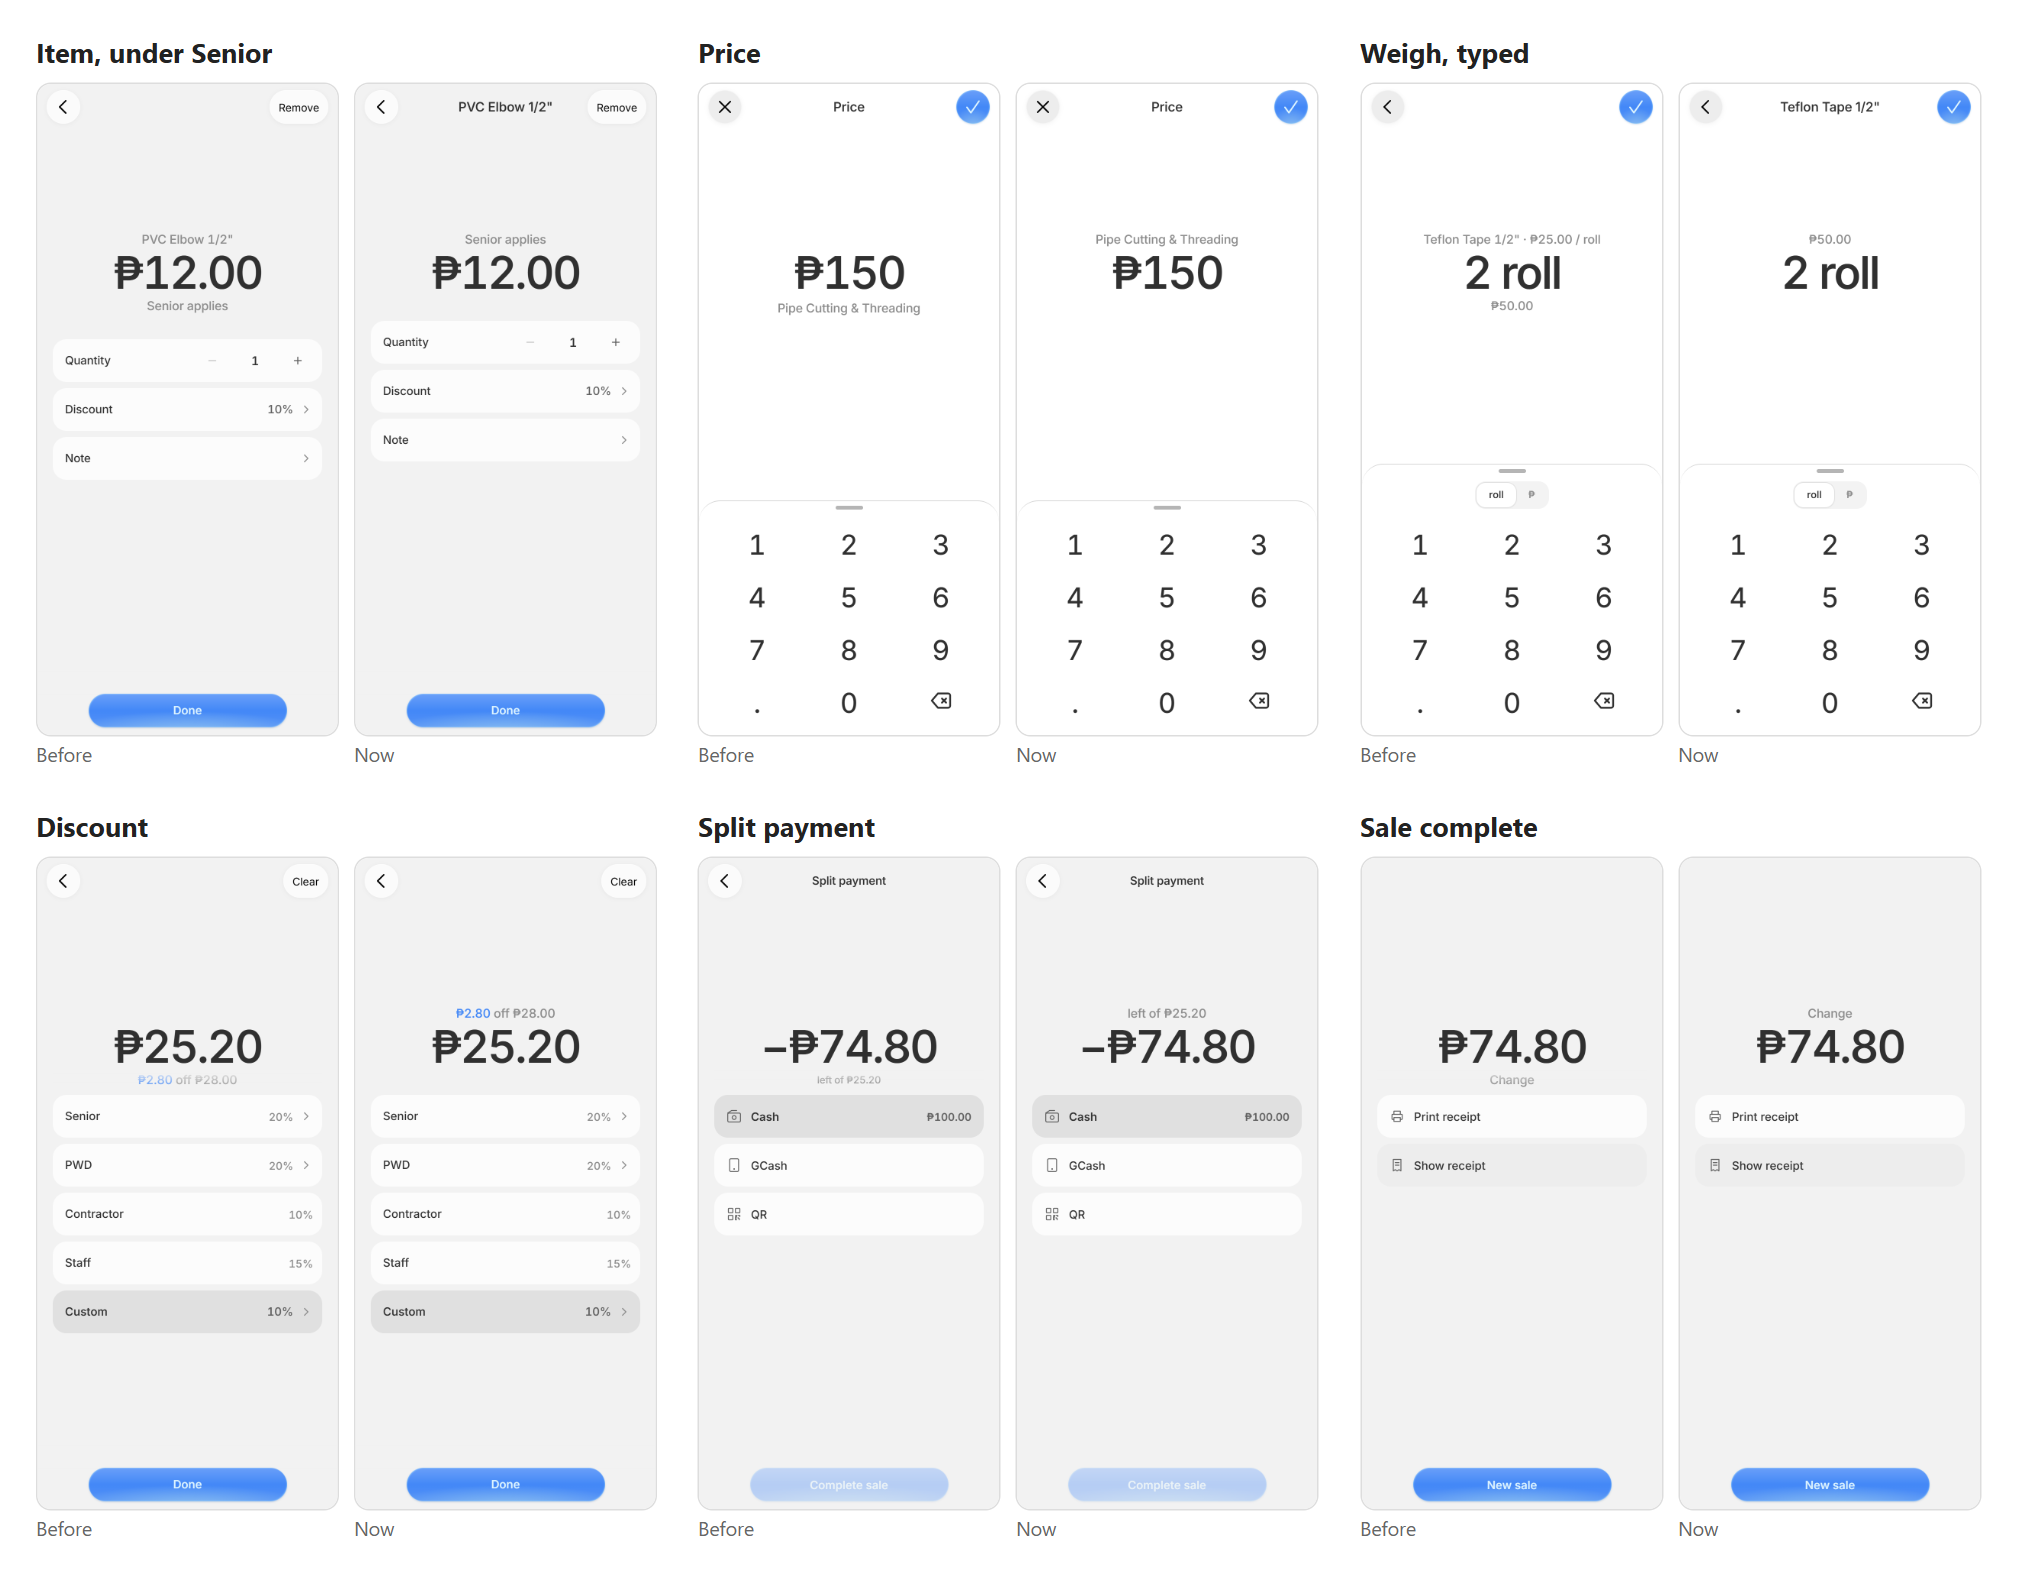 Item, under Senior
Remove
PVC Elbow 1/2"
₱12.00
Senior applies
Quantity 1 +
Discount 10%
Note
Done
Before
PVC Elbow 1/2" Remove
Senior applies
₱12.00
Quantity 1 +
Discount 10%
Note
Done
Now
Price
Price
₱150
Pipe Cutting & Threading
1 2 3
4 5 6
7 8 9
. 0
Before
Price
Pipe Cutting & Threading
₱150
1 2 3
4 5 6
7 8 9
. 0
Now
Weigh, typed
Teflon Tape 1/2" · ₱25.00 / roll
2 roll
₱50.00
roll ₱
1 2 3
4 5 6
7 8 9
. 0
Before
Teflon Tape 1/2"
₱50.00
2 roll
roll ₱
1 2 3
4 5 6
7 8 9
. 0
Now
Discount
Clear
₱25.20
₱2.80 off ₱28.00
Senior 20%
PWD 20%
Contractor 10%
Staff 15%
Custom 10%
Done
Before
Clear
₱2.80 off ₱28.00
₱25.20
Senior 20%
PWD 20%
Contractor 10%
Staff 15%
Custom 10%
Done
Now
Split payment
Split payment
–₱74.80
left of ₱25.20
Cash ₱100.00
GCash
QR
Complete sale
Before
Split payment
left of ₱25.20
–₱74.80
Cash ₱100.00
GCash
QR
Complete sale
Now
Sale complete
₱74.80
Change
Print receipt
Show receipt
New sale
Before
Change
₱74.80
Print receipt
Show receipt
New sale
Now